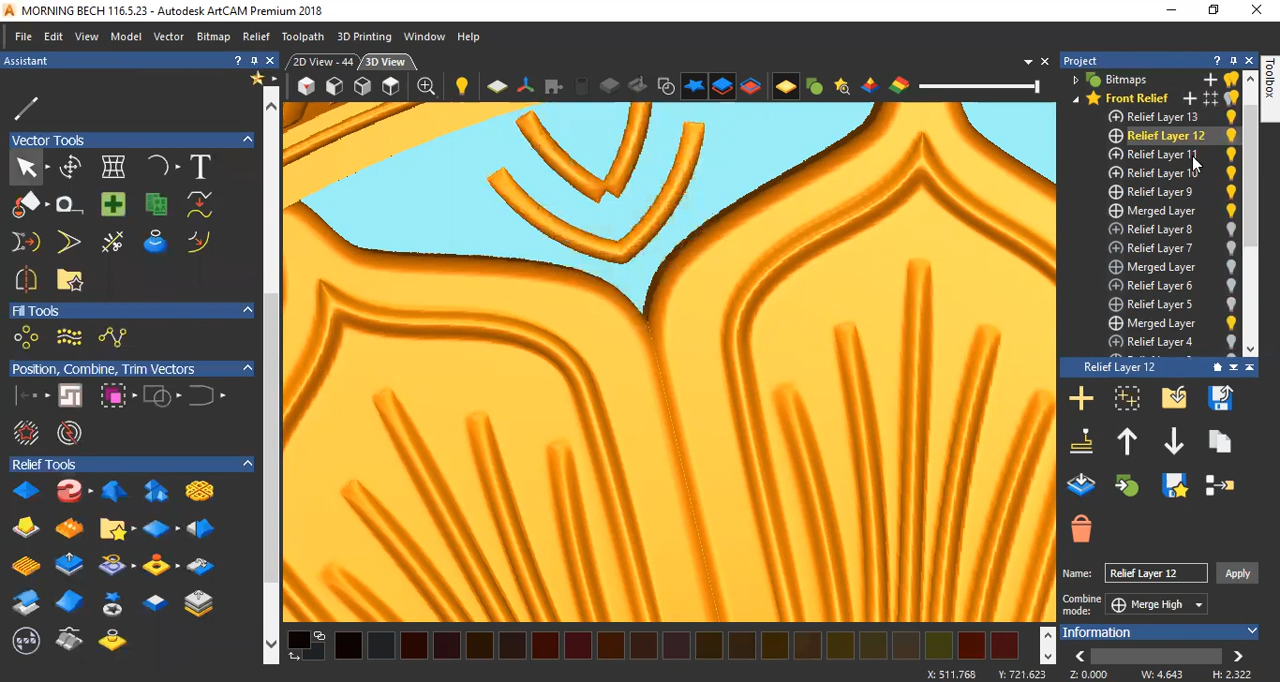 MORNING BECH 116.5.23 - Autodesk ArtCAM Premium 2018
File Edit View Model Vector Bitmap Relief Toolpath 3D Printing Window Help
Assistant ?
2D View - 44 3D View
Project ?
Toolbox
Bitmaps
Front Relief
Relief Layer 13
Relief Layer 12
Relief Layer 11
Relief Layer 10
Relief Layer 9
Merged Layer
Relief Layer 8
Relief Layer 7
Merged Layer
Relief Layer 6
Relief Layer 5
Merged Layer
Relief Layer 4
Vector Tools
Fill Tools
Position, Combine, Trim Vectors
Relief Tools
Relief Layer 12
Name: Relief Layer 12 Apply
Combine
mode: Merge High
Information
X: 511.768 Y: 721.623 Z: 0.000 W: 4.643 H: 2.322